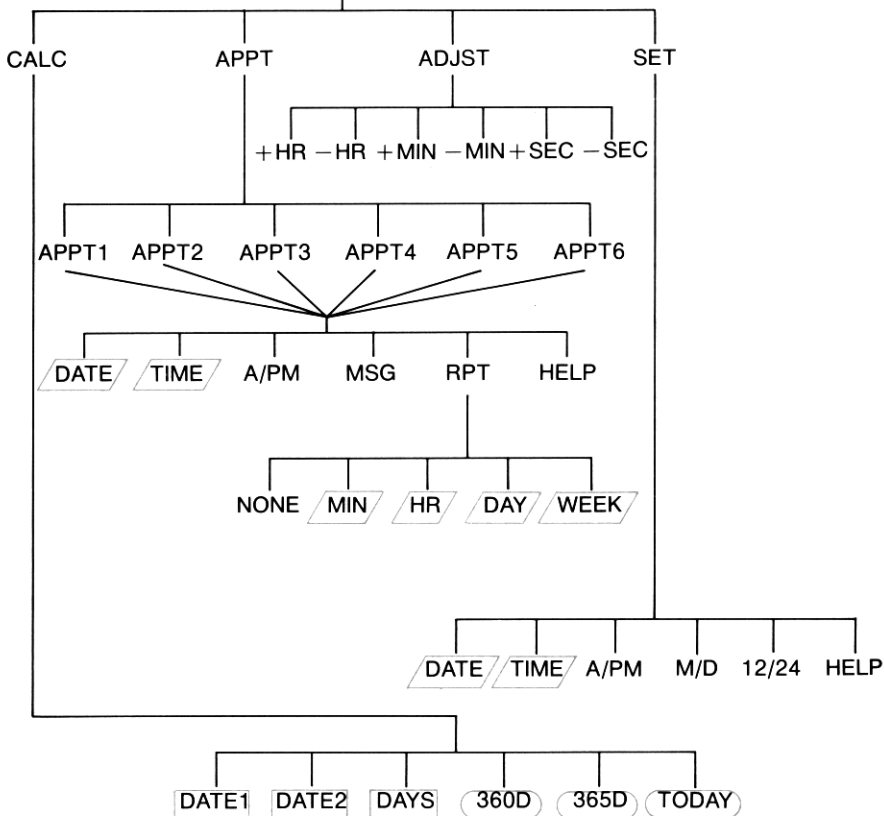 CALC APPT ADJST SET
+HR −HR +MIN −MIN +SEC −SEC
APPT1 APPT2 APPT3 APPT4 APPT5 APPT6
DATE TIME A/PM MSG RPT HELP
NONE MIN HR DAY WEEK
DATE TIME A/PM M/D 12/24 HELP
DATE1 DATE2 DAYS 360D 365D TODAY